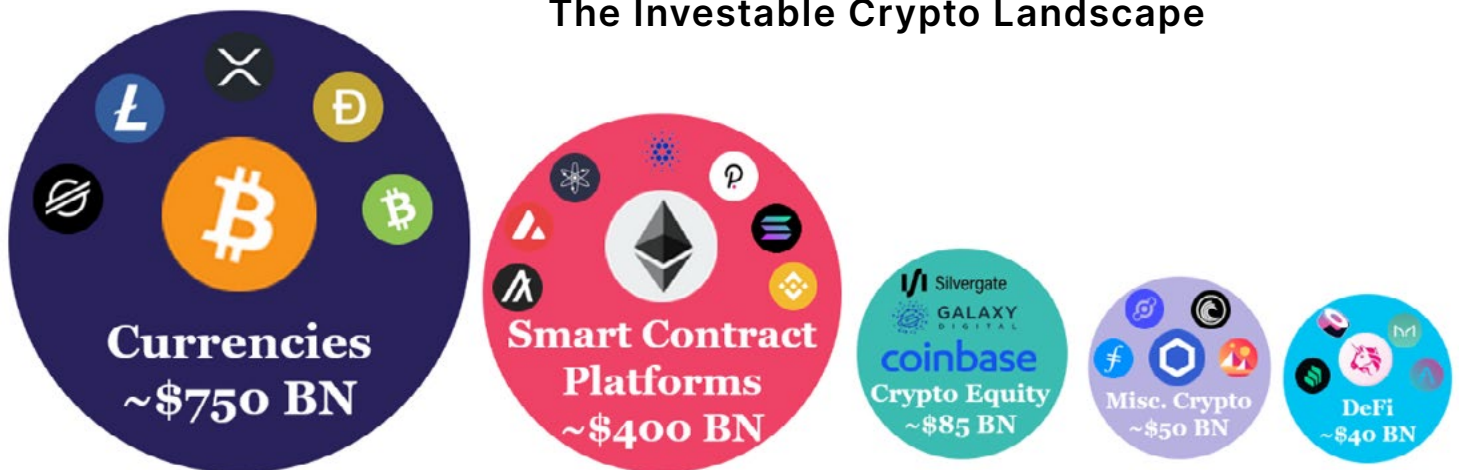 The Investable Crypto Landscape
Currencies
~$750 BN
Smart Contract
Platforms
~$400 BN
Silvergate
GALAXY
DIGITAL
coinbase
Crypto Equity
~$85 BN
Misc. Crypto
~$50 BN
DeFi
~$40 BN